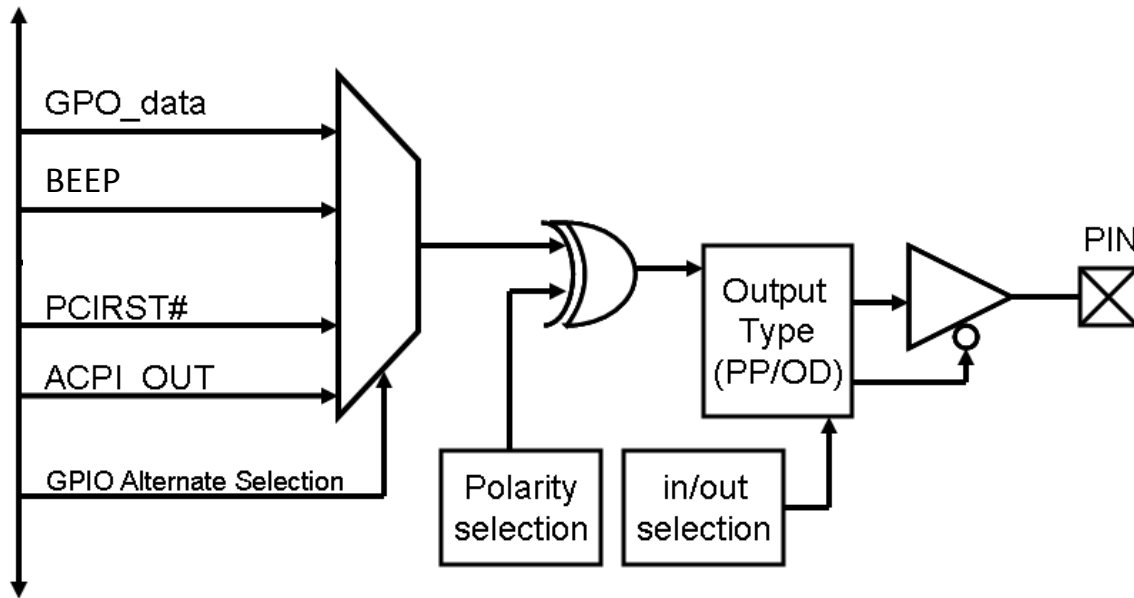 GPO_data
BEEP
PCIRST#
ACPI_OUT
GPIO Alternate Selection
Polarity
selection
in/out
selection
Output
Type
(PP/OD)
PIN